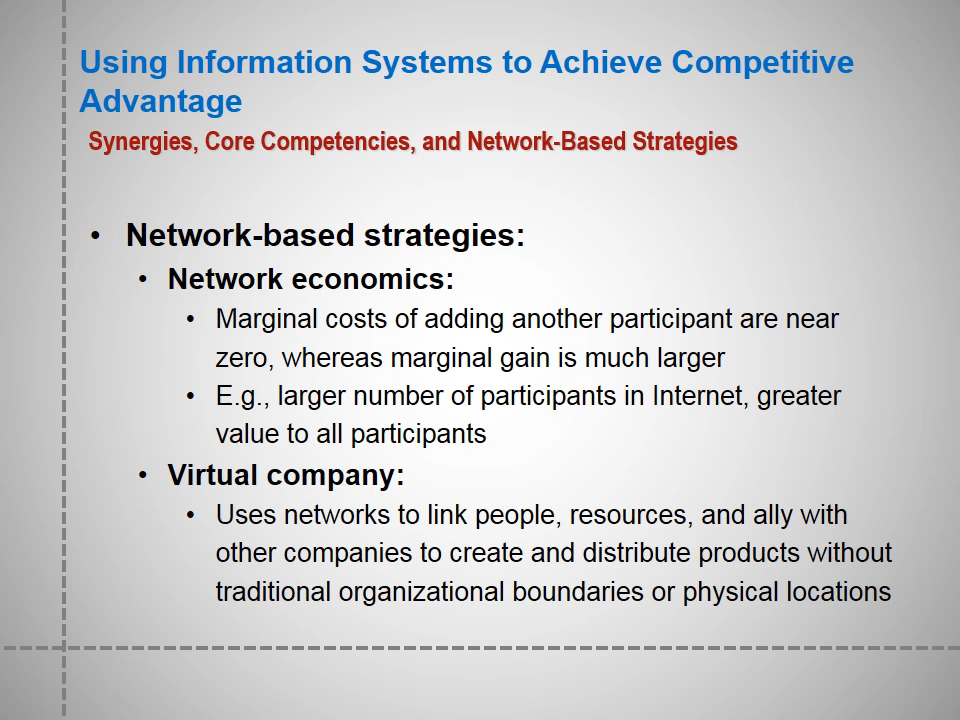 Using Information Systems to Achieve Competitive
Advantage
Synergies, Core Competencies, and Network-Based Strategies
• Network-based strategies:
• Network economics:
• Marginal costs of adding another participant are near
zero, whereas marginal gain is much larger
• E.g., larger number of participants in Internet, greater
value to all participants
• Virtual company:
• Uses networks to link people, resources, and ally with
other companies to create and distribute products without
traditional organizational boundaries or physical locations